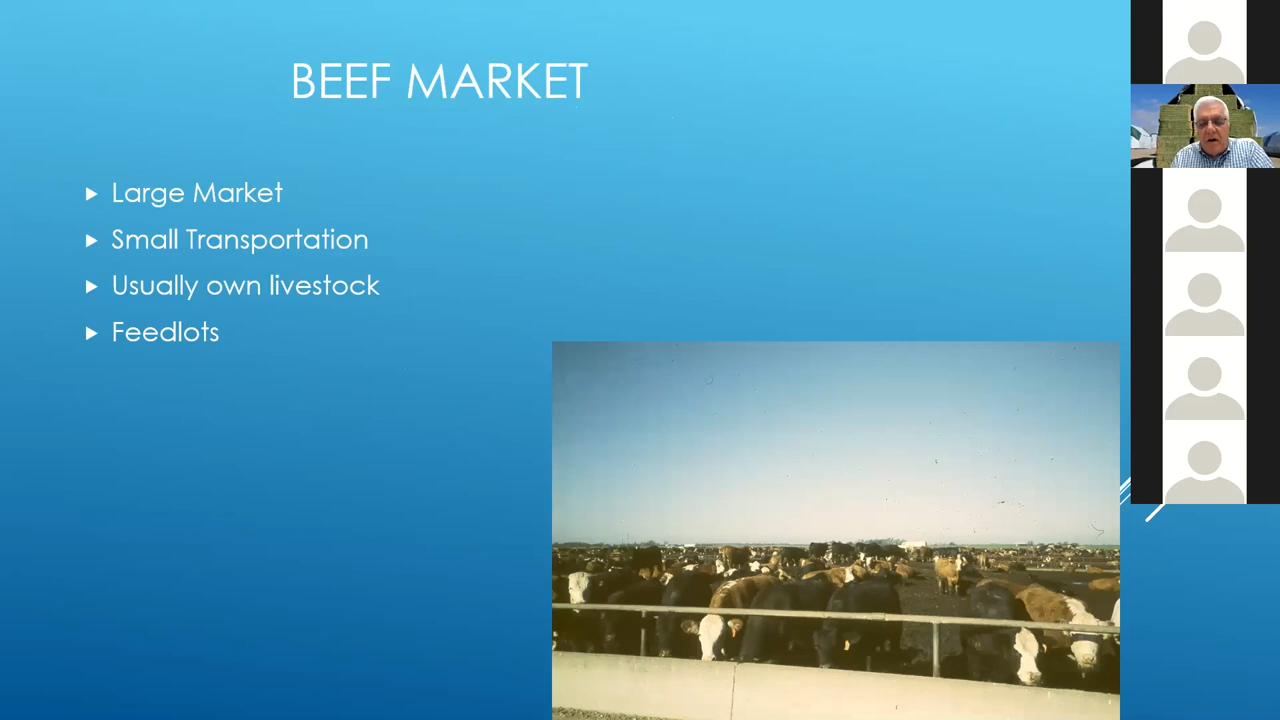 BEEF MARKET
Large Market
Small Transportation
Usually own livestock
Feedlots